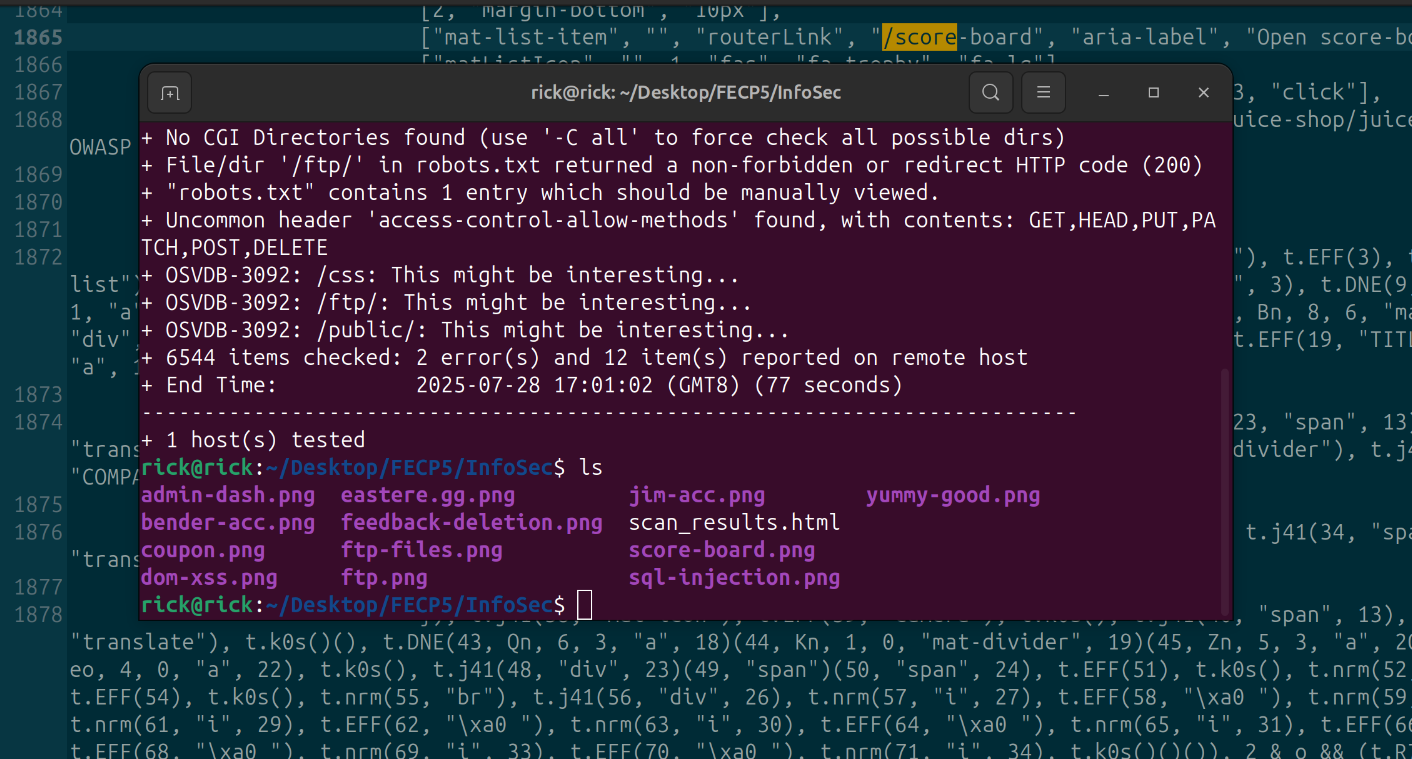 1864 [2, "margin-bottom", "10px"],
1865 ["mat-list-item", "", "routerLink", "/score-board", "aria-label", "Open score-bo
1866
rick@rick: ~/Desktop/FECP5/InfoSec
1867 3, "click"],
1868 uice-shop/juice
+ No CGI Directories found (use '-C all' to force check all possible dirs)
OWASP
+ File/dir '/ftp/' in robots.txt returned a non-forbidden or redirect HTTP code (200)
1869
+ "robots.txt" contains 1 entry which should be manually viewed.
1870
+ Uncommon header 'access-control-allow-methods' found, with contents: GET,HEAD,PUT,PA
1871
TCH,POST,DELETE
1872 "), t.EFF(3), t
+ OSVDB-3092: /css: This might be interesting...
list") ", 3), t.DNE(9,
+ OSVDB-3092: /ftp/: This might be interesting...
1, "a" , Bn, 8, 6, "ma
+ OSVDB-3092: /public/: This might be interesting...
"div", t.EFF(19, "TITL
+ 6544 items checked: 2 error(s) and 12 item(s) reported on remote host
"a",
+ End Time: 2025-07-28 17:01:02 (GMT8) (77 seconds)
1873
---------------------------------------------------------------------------
1874 23, "span", 13)
+ 1 host(s) tested
"trans divider"), t.j4
rick@rick:~/Desktop/FECP5/InfoSec$ ls
"COMPA
admin-dash.png eastere.gg.png jim-acc.png yummy-good.png
1875
bender-acc.png feedback-deletion.png scan_results.html
1876 t.j41(34, "spa
coupon.png ftp-files.png score-board.png
"trans
dom-xss.png ftp.png sql-injection.png
1877
rick@rick:~/Desktop/FECP5/InfoSec$
1878 "span", 13),
"translate"), t.k0s()(), t.DNE(43, Qn, 6, 3, "a", 18)(44, Kn, 1, 0, "mat-divider", 19)(45, Zn, 5, 3, "a", 20
eo, 4, 0, "a", 22), t.k0s(), t.j41(48, "div", 23)(49, "span")(50, "span", 24), t.EFF(51), t.k0s(), t.nrm(52,
t.EFF(54), t.k0s(), t.nrm(55, "br"), t.j41(56, "div", 26), t.nrm(57, "i", 27), t.EFF(58, "\xa0 "), t.nrm(59,
t.nrm(61, "i", 29), t.EFF(62, "\xa0 "), t.nrm(63, "i", 30), t.EFF(64, "\xa0 "), t.nrm(65, "i", 31), t.EFF(66
t.EFF(68, "\xa0 "), t.nrm(69, "i", 33), t.EFF(70, "\xa0 "), t.nrm(71, "i", 34), t.k0s()()()), 2 & o && (t.R7